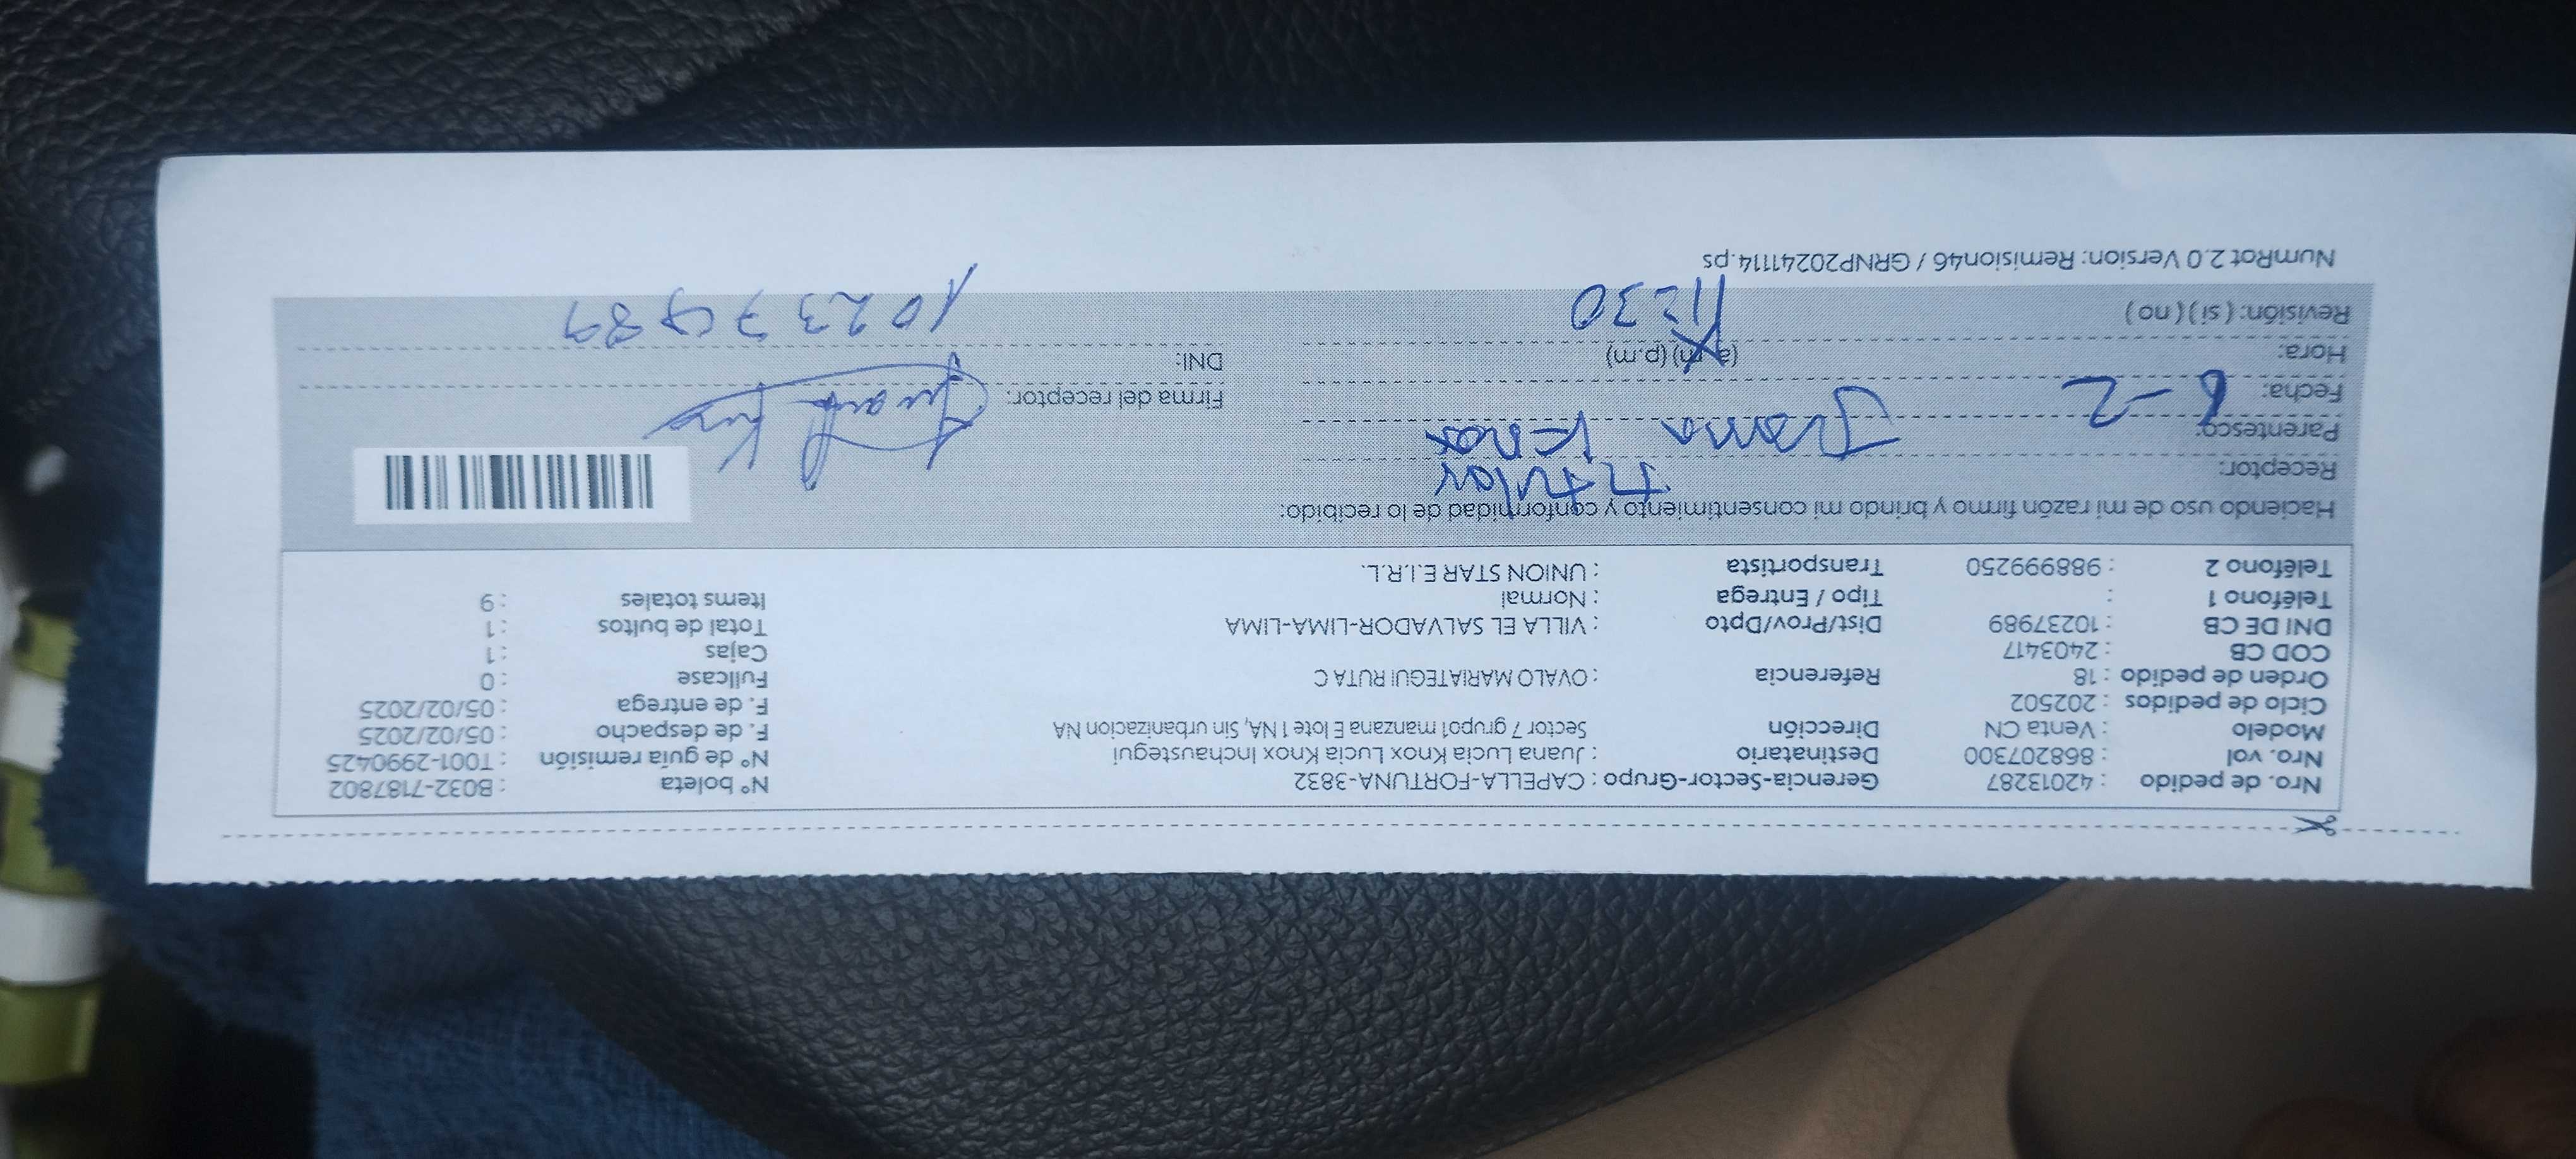 Nro. de pedido : 42013287 Gerencia-Sector-Grupo : CAPELLA-FORTUNA-3832 N° boleta : B032-7187802
Nro. vol : 868207300 Destinatario : Juana Lucia Knox Lucia Knox Inchaustegui N° de guía remisión : T001-2990425
Modelo : Venta CN Dirección Sector 7 grupo1 manzana E lote 1 NA, Sin urbanizacion NA F. de despacho : 05/02/2025
Ciclo de pedidos : 202502 F. de entrega : 05/02/2025
Orden de pedido : 18 Referencia : OVALO MARIATEGUI RUTA C Fullcase : 0
COD CB : 2403417 Cajas : 1
DNI DE CB : 10237989 Dist/Prov/Dpto : VILLA EL SALVADOR-LIMA-LIMA Total de bultos : 1
Teléfono 1 : Tipo / Entrega : Normal Items totales : 9
Teléfono 2 : 988999250 Transportista : UNION STAR E.I.R.L.
Haciendo uso de mi razón firmo y brindo mi consentimiento y conformidad de lo recibido:
Receptor: Titular
Parentesco: Juana Knox
Fecha: 6-2 Firma del receptor: Juana Knox
Hora: (a.m) (p.m) DNI:
Revisión: ( si ) ( no ) 11:30 10237989
NumRot 2.0 Version: Remision46 / GRNP20241114.ps